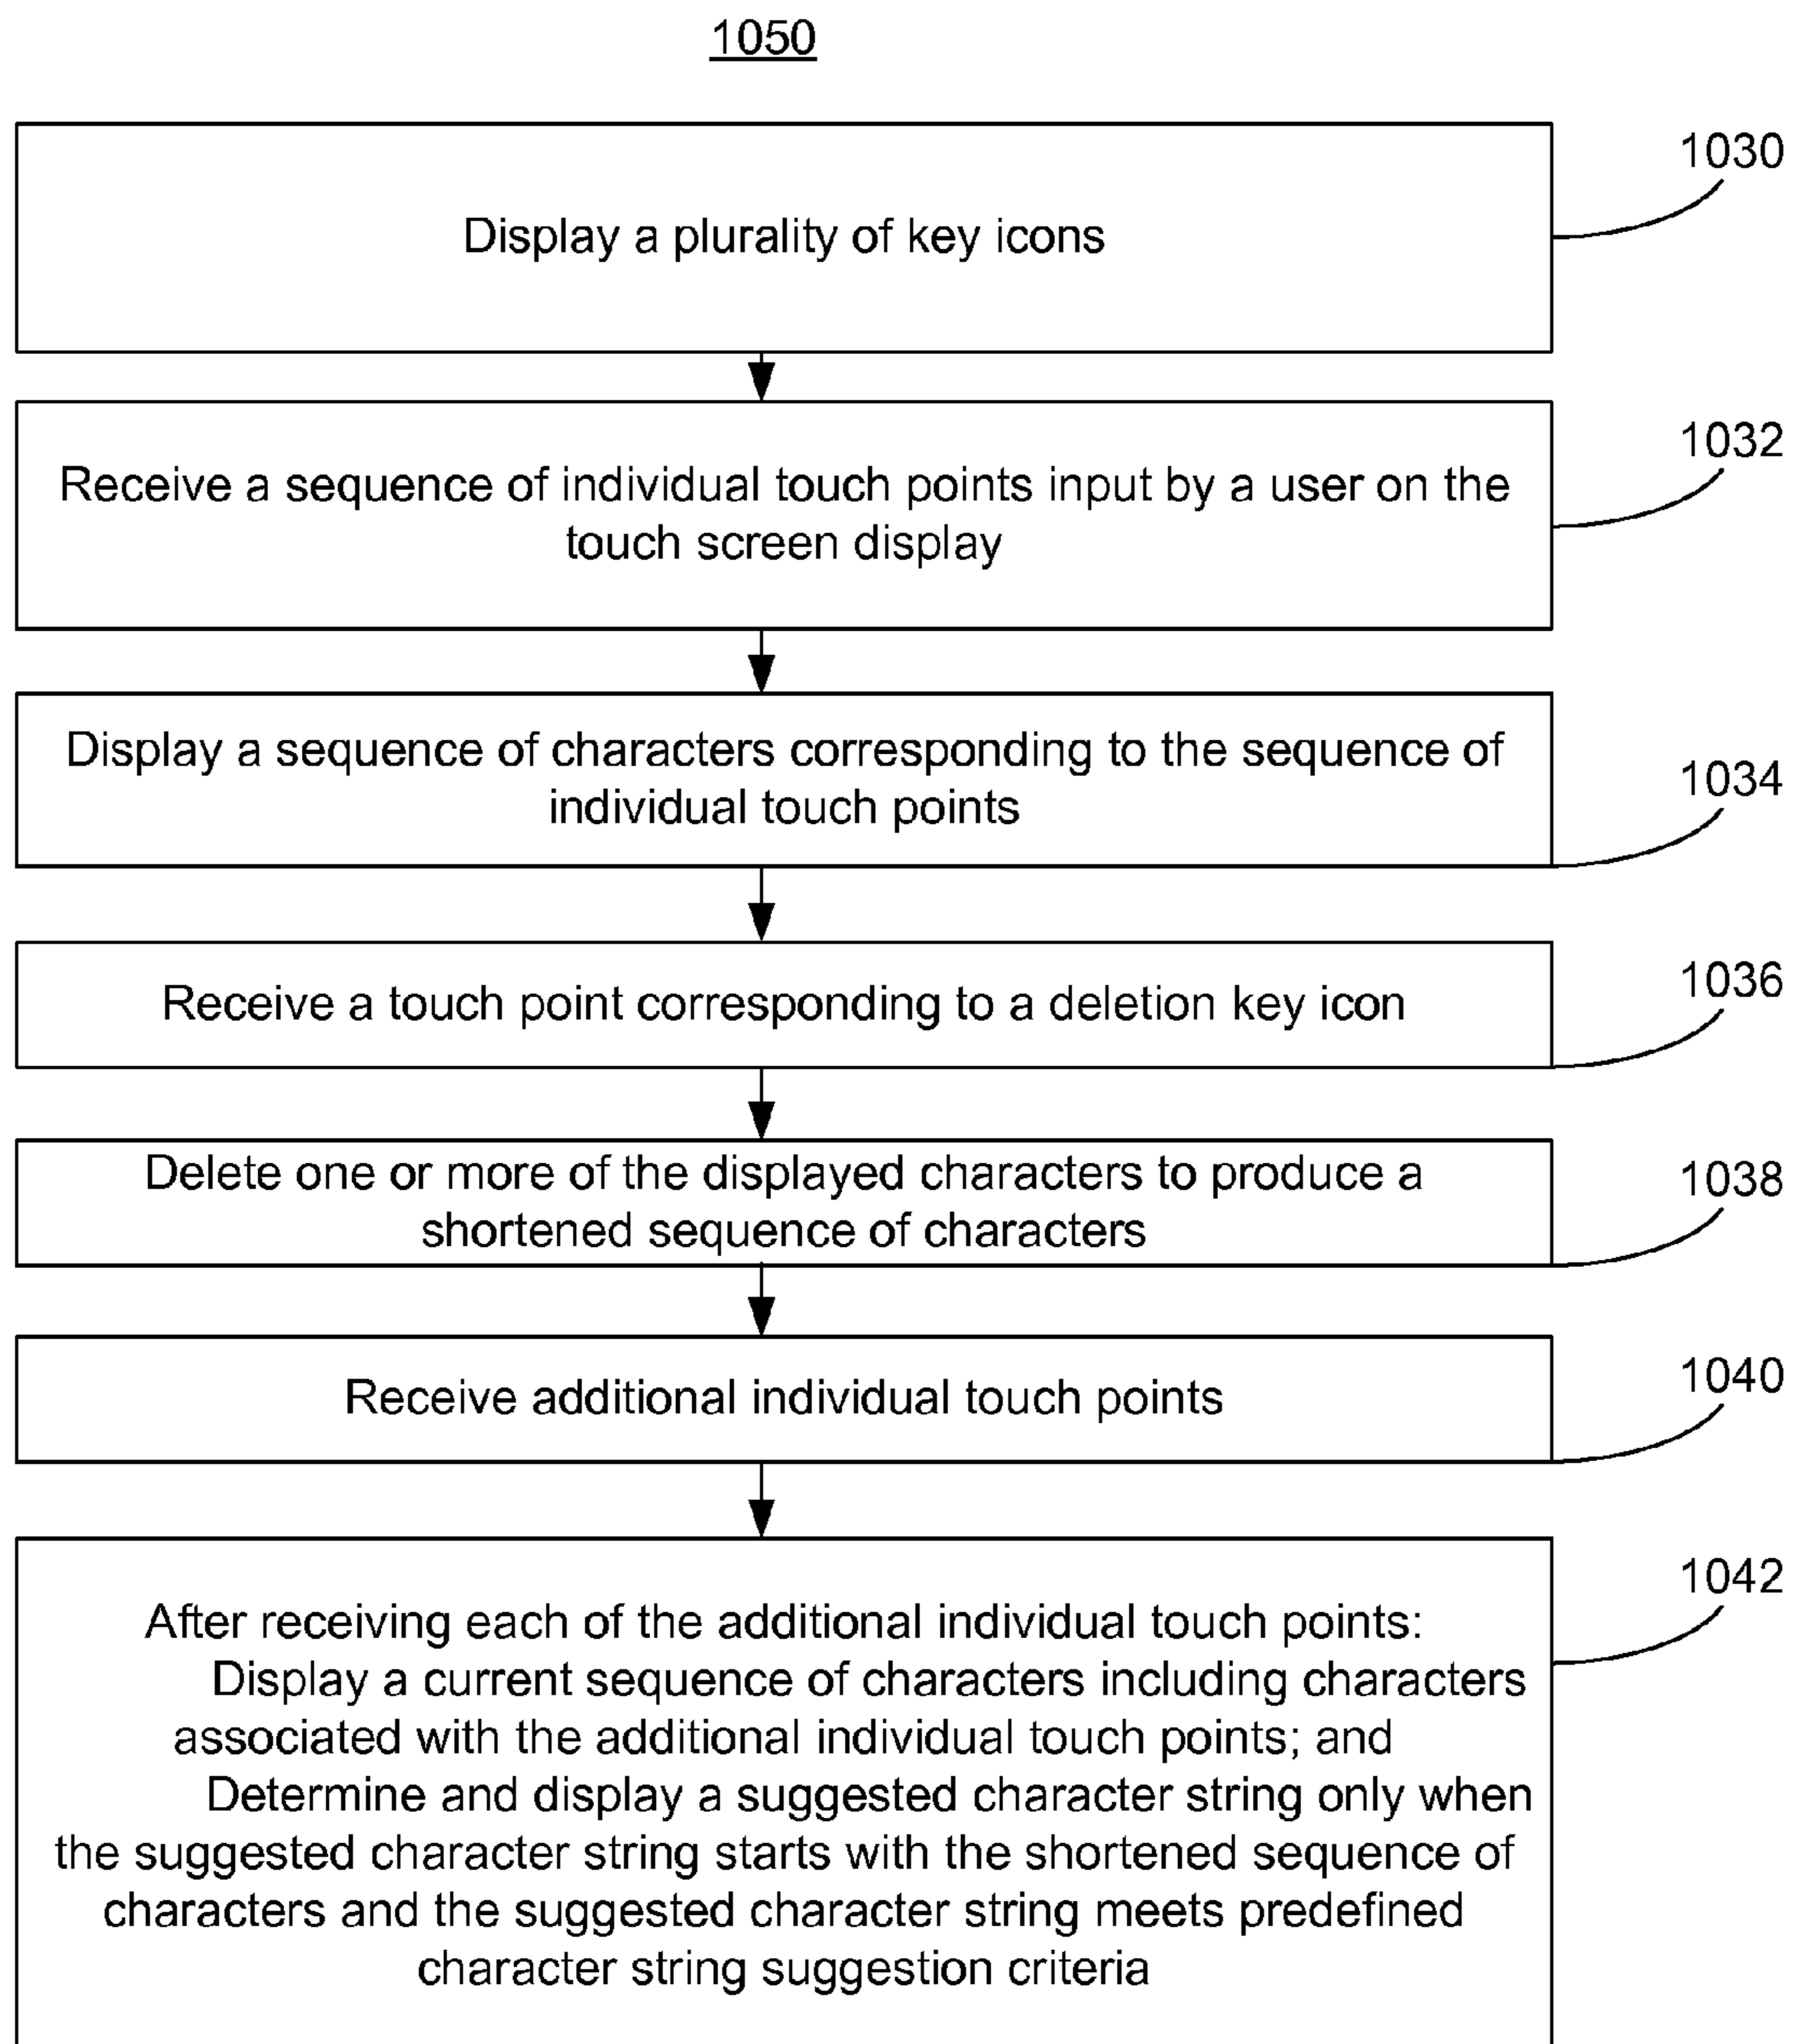 1050
Display a plurality of key icons
1030
Receive a sequence of individual touch points input by a user on the
touch screen display
1032
Display a sequence of characters corresponding to the sequence of
individual touch points
1034
Receive a touch point corresponding to a deletion key icon
1036
Delete one or more of the displayed characters to produce a
shortened sequence of characters
1038
Receive additional individual touch points
1040
After receiving each of the additional individual touch points:
Display a current sequence of characters including characters
associated with the additional individual touch points; and
Determine and display a suggested character string only when
the suggested character string starts with the shortened sequence of
characters and the suggested character string meets predefined
character string suggestion criteria
1042